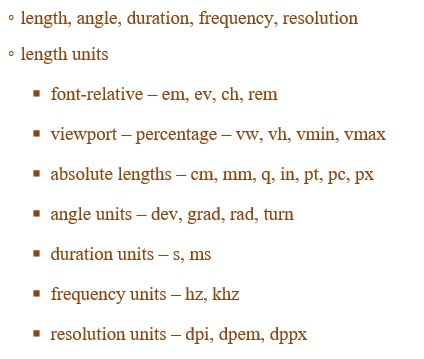 ◦ length, angle, duration, frequency, resolution
◦ length units
▪ font-relative – em, ev, ch, rem
▪ viewport – percentage – vw, vh, vmin, vmax
▪ absolute lengths – cm, mm, q, in, pt, pc, px
▪ angle units – dev, grad, rad, turn
▪ duration units – s, ms
▪ frequency units – hz, khz
▪ resolution units – dpi, dpem, dppx